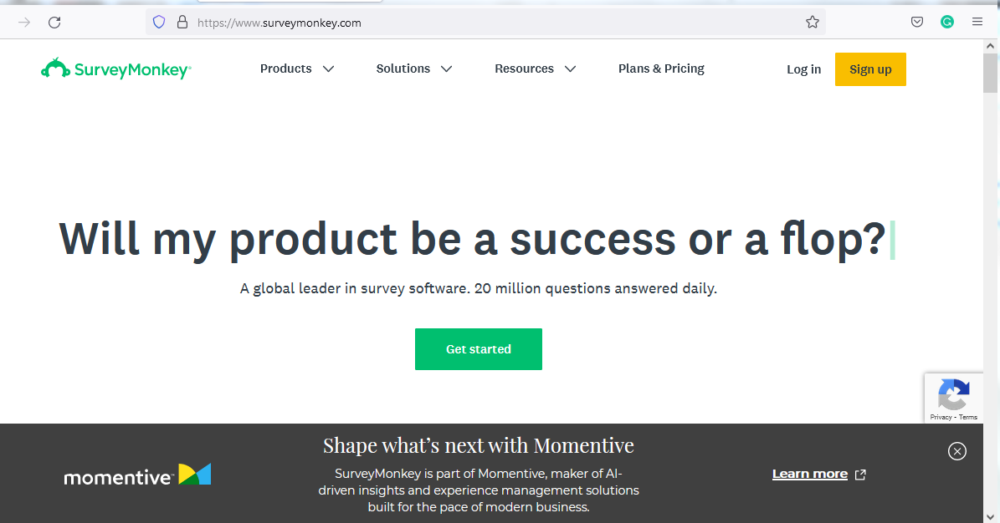 https://www.surveymonkey.com
SurveyMonkey®
Products
Solutions
Resources
Plans & Pricing
Log in
Sign up
Will my product be a success or a flop?
A global leader in survey software. 20 million questions answered daily.
Get started
Privacy - Terms
momentive™
Shape what’s next with Momentive
SurveyMonkey is part of Momentive, maker of AI-
driven insights and experience management solutions
built for the pace of modern business.
Learn more